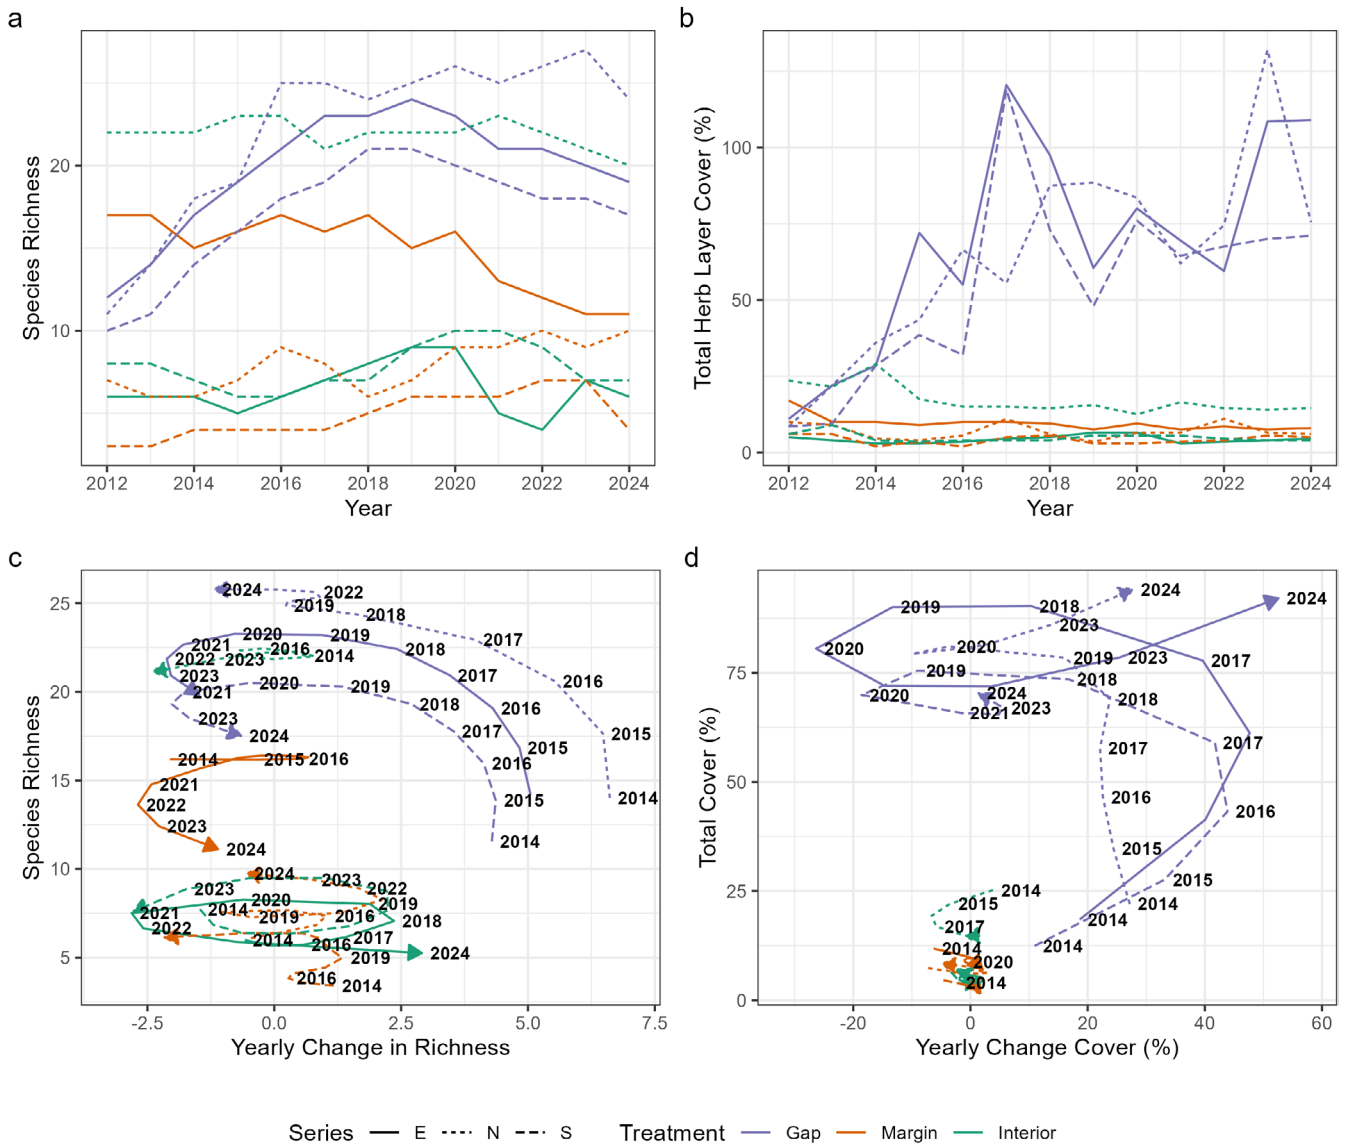 a
Species Richness
20
10
2012 2014 2016 2018 2020 2022 2024
Year
b
Total Herb Layer Cover (%)
100
50
0
2012 2014 2016 2018 2020 2022 2024
Year
c
Species Richness
25
20
15
10
5
-2.5 0.0 2.5 5.0 7.5
Yearly Change in Richness
2024 2022
2019 2018
2017
2016
2015
2014
2021 2020 2019 2018
2017
2016
2015
2014
2022 2023 2016 2014
2023
2021 2020 2019
2018
2017
2016
2015
2014
2023
2024
2014 2015 2016
2021
2022
2023
2024
2024 2023 2022
2023
2019
2014 2020
2019 2016
2018
2021
2022
2014 2016 2017
2019
2024
2016 2014
d
Total Cover (%)
75
50
25
0
-20 0 20 40 60
Yearly Change Cover (%)
2024
2024
2019 2018
2023
2020 2020
2019 2023 2017
2019 2018
2020 2024 2018
2021 2023
2017 2017
2016 2016
2015
2015
2014 2014
2014
2014
2015
2017
2014
2020
2014
Series E N S Treatment Gap Margin Interior